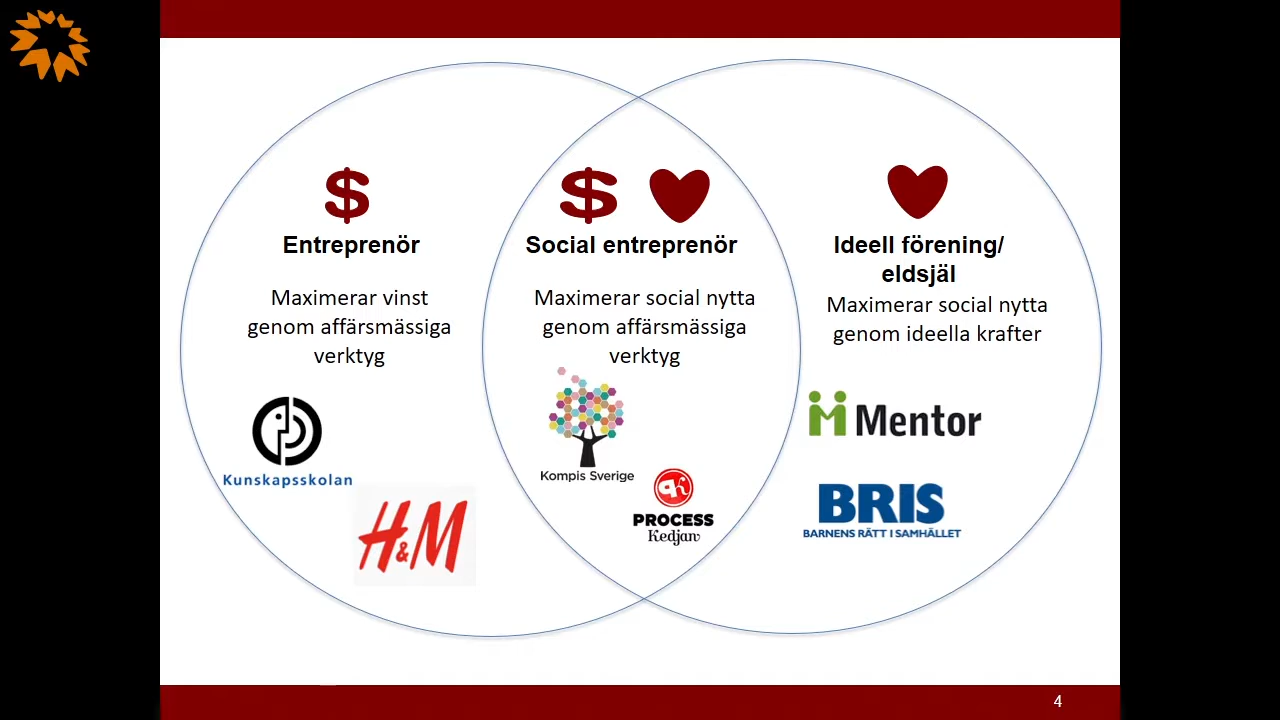 $
$
Entreprenör
Maximerar vinst
genom affärsmässiga
verktyg
Kunskapsskolan
H&M
Social entreprenör
Maximerar social nytta
genom affärsmässiga
verktyg
Kompis Sverige
pk
PROCESS
Kedjan
Ideell förening/
eldsjäl
Maximerar social nytta
genom ideella krafter
Mentor
BRIS
BARNENS RÄTT I SAMHÄLLET
4